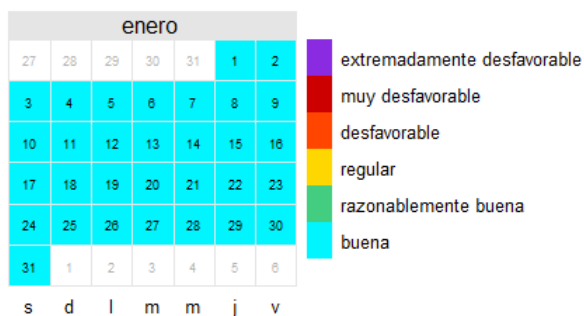 enero
27 28 29 30 31 1 2
3 4 5 6 7 8 9
10 11 12 13 14 15 16
17 18 19 20 21 22 23
24 25 26 27 28 29 30
31 1 2 3 4 5 6
s d l m m j v
extremadamente desfavorable
muy desfavorable
desfavorable
regular
razonablemente buena
buena